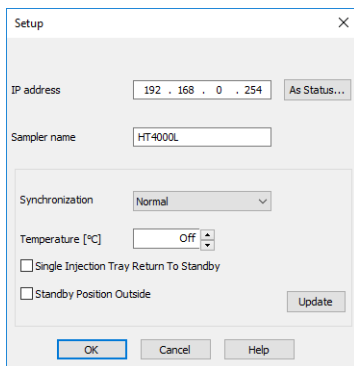 Setup
IP address 192 . 168 . 0 . 254 As Status...
Sampler name HT4000L
Synchronization Normal
Temperature [°C] Off
Single Injection Tray Return To Standby
Standby Position Outside
Update
OK Cancel Help